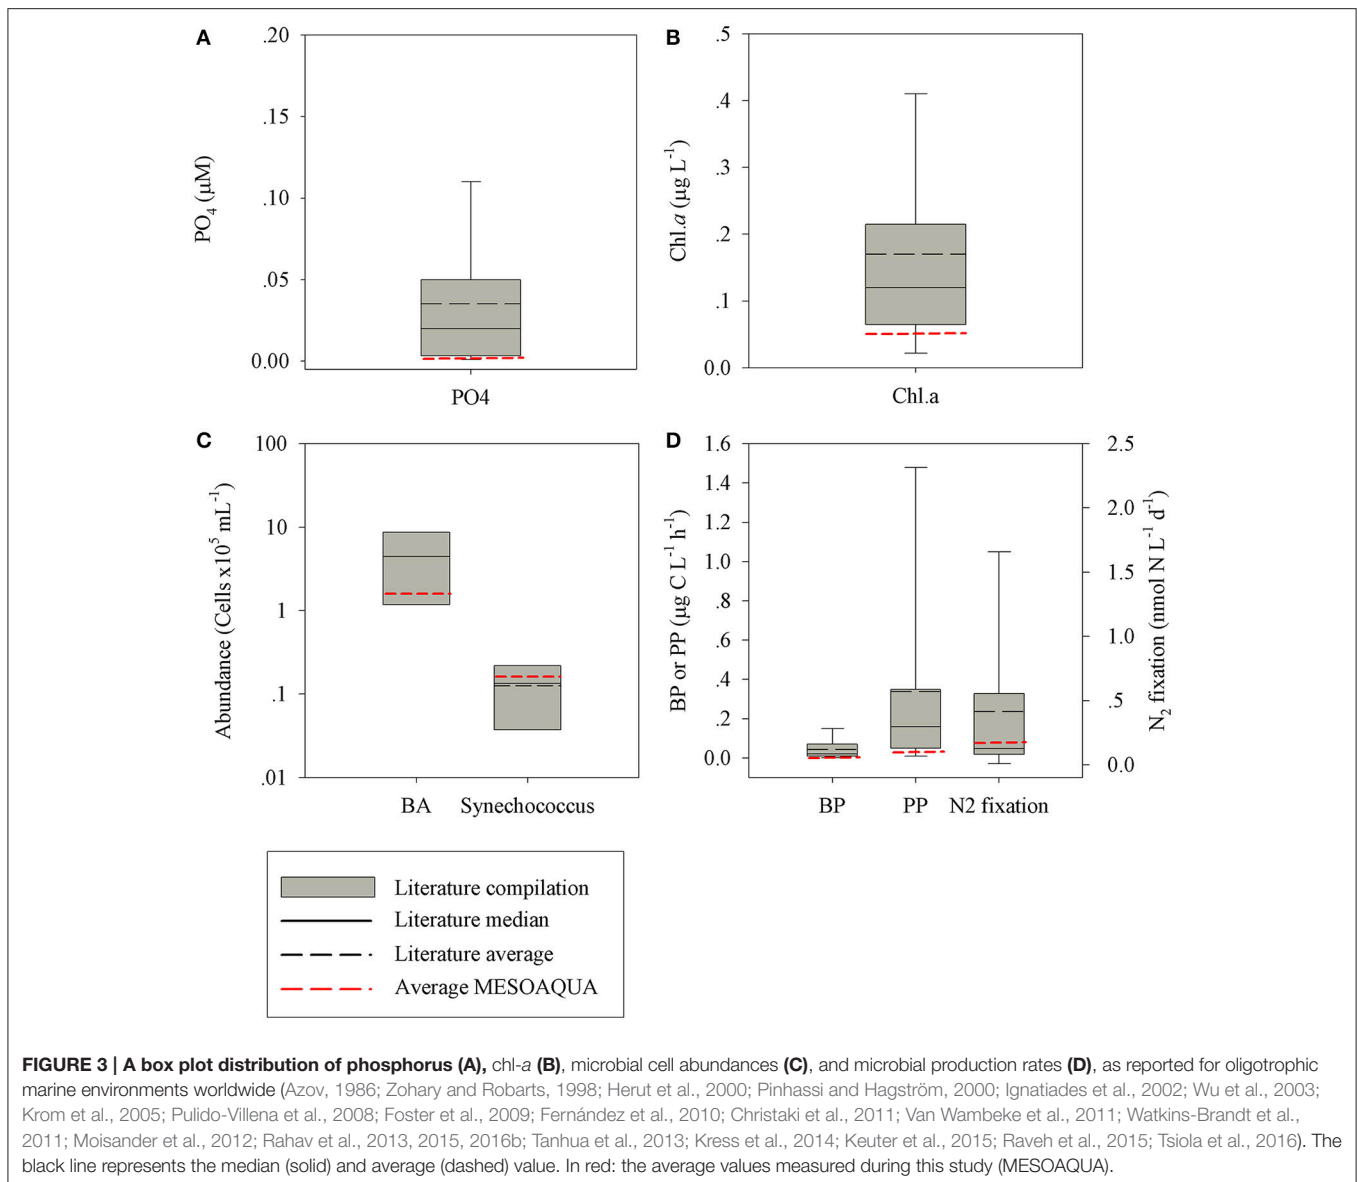 A
.20
.15
.10
.05
0.00
PO4 (μM)
PO4
B
.5
.4
.3
.2
.1
0.0
Chl.a (μg L-1)
Chl.a
C
100
10
1
.1
.01
Abundance (Cells x105 mL-1)
BA Synechococcus
D
1.6
1.4
1.2
1.0
.8
.6
.4
.2
0.0
BP or PP (μg C L-1 h-1)
2.5
2.0
1.5
1.0
.5
0.0
N2 fixation (nmol N L-1 d-1)
BP PP N2 fixation
Literature compilation
Literature median
Literature average
Average MESOAQUA
FIGURE 3 | A box plot distribution of phosphorus (A), chl-a (B), microbial cell abundances (C), and microbial production rates (D), as reported for oligotrophic
marine environments worldwide (Azov, 1986; Zohary and Robarts, 1998; Herut et al., 2000; Pinhassi and Hagström, 2000; Ignatiades et al., 2002; Wu et al., 2003;
Krom et al., 2005; Pulido-Villena et al., 2008; Foster et al., 2009; Fernández et al., 2010; Christaki et al., 2011; Van Wambeke et al., 2011; Watkins-Brandt et al.,
2011; Moisander et al., 2012; Rahav et al., 2013, 2015, 2016b; Tanhua et al., 2013; Kress et al., 2014; Keuter et al., 2015; Raveh et al., 2015; Tsiola et al., 2016). The
black line represents the median (solid) and average (dashed) value. In red: the average values measured during this study (MESOAQUA).